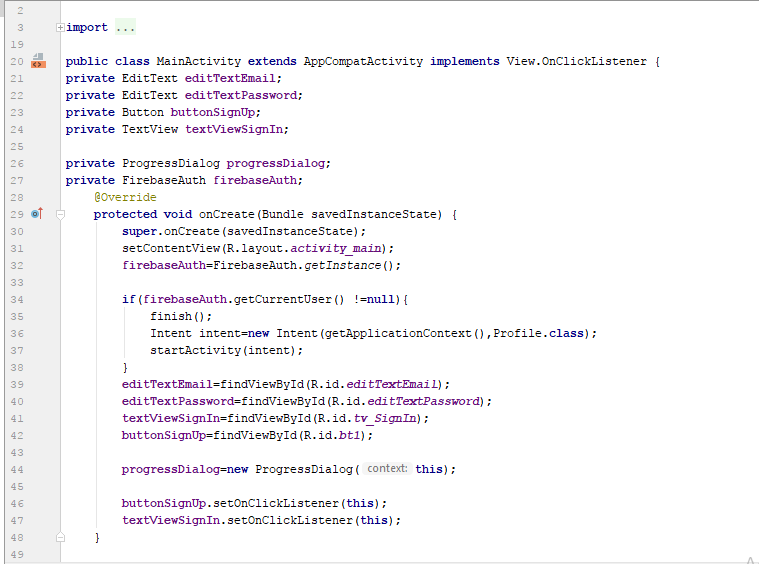 2
3 import ...
19
20 public class MainActivity extends AppCompatActivity implements View.OnClickListener {
21 private EditText editTextEmail;
22 private EditText editTextPassword;
23 private Button buttonSignUp;
24 private TextView textViewSignIn;
25
26 private ProgressDialog progressDialog;
27 private FirebaseAuth firebaseAuth;
28 @Override
29 protected void onCreate(Bundle savedInstanceState) {
30 super.onCreate(savedInstanceState);
31 setContentView(R.layout.activity_main);
32 firebaseAuth=FirebaseAuth.getInstance();
33
34 if(firebaseAuth.getCurrentUser() !=null){
35 finish();
36 Intent intent=new Intent(getApplicationContext(),Profile.class);
37 startActivity(intent);
38 }
39 editTextEmail=findViewById(R.id.editTextEmail);
40 editTextPassword=findViewById(R.id.editTextPassword);
41 textViewSignIn=findViewById(R.id.tv_SignIn);
42 buttonSignUp=findViewById(R.id.bt1);
43
44 progressDialog=new ProgressDialog( context: this);
45
46 buttonSignUp.setOnClickListener(this);
47 textViewSignIn.setOnClickListener(this);
48 }
49